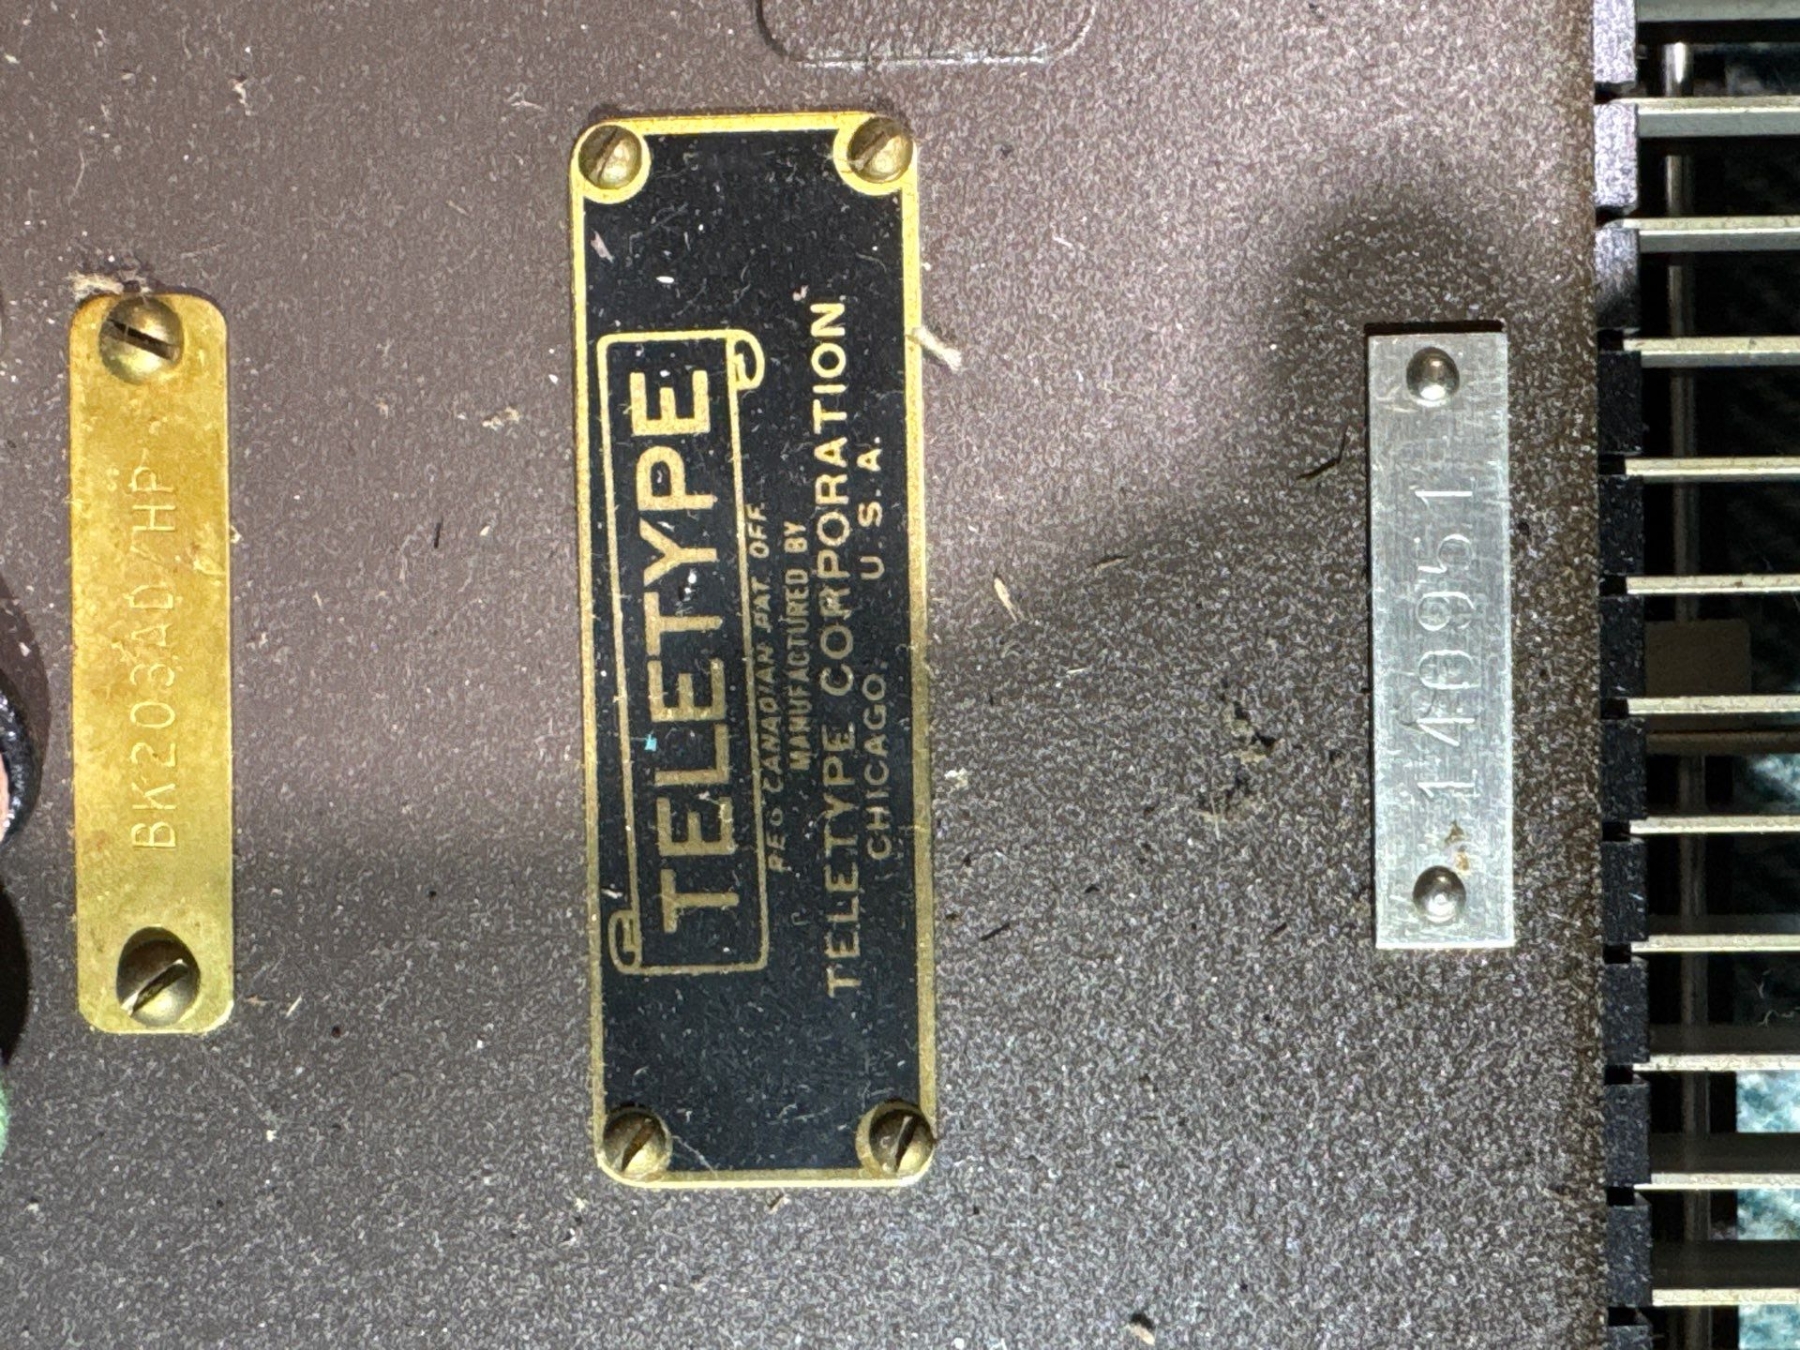 BK203AD/HP
TELETYPE
REG CANADIAN PAT. OFF.
MANUFACTURED BY
TELETYPE CORPORATION
CHICAGO. U.S.A.
140951